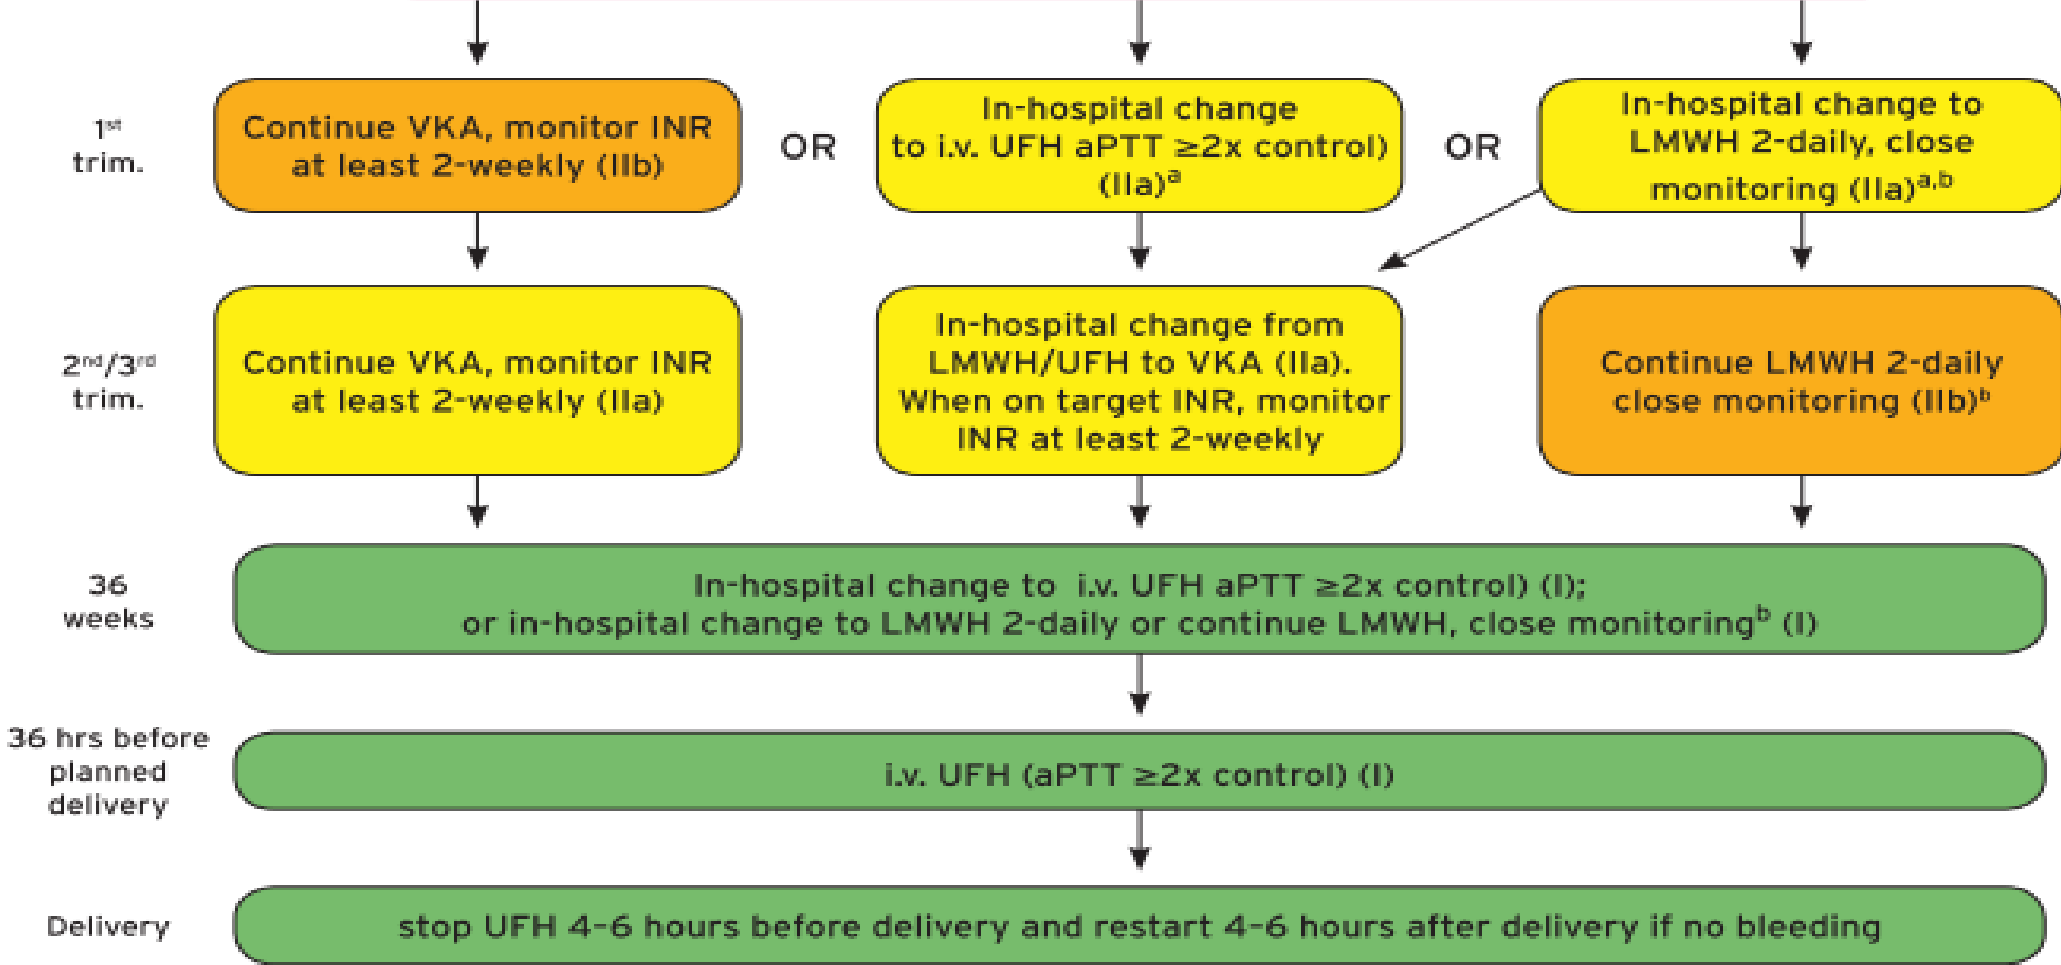 1st
trim.
Continue VKA, monitor INR
at least 2-weekly (IIb)
OR
In-hospital change
to i.v. UFH aPTT ≥2x control)
(IIa)a
OR
In-hospital change to
LMWH 2-daily, close
monitoring (IIa)a,b
2nd/3rd
trim.
Continue VKA, monitor INR
at least 2-weekly (IIa)
In-hospital change from
LMWH/UFH to VKA (IIa).
When on target INR, monitor
INR at least 2-weekly
Continue LMWH 2-daily
close monitoring (IIb)b
36
weeks
In-hospital change to i.v. UFH aPTT ≥2x control) (I);
or in-hospital change to LMWH 2-daily or continue LMWH, close monitoringb (I)
36 hrs before
planned
delivery
i.v. UFH (aPTT ≥2x control) (I)
Delivery
stop UFH 4-6 hours before delivery and restart 4-6 hours after delivery if no bleeding